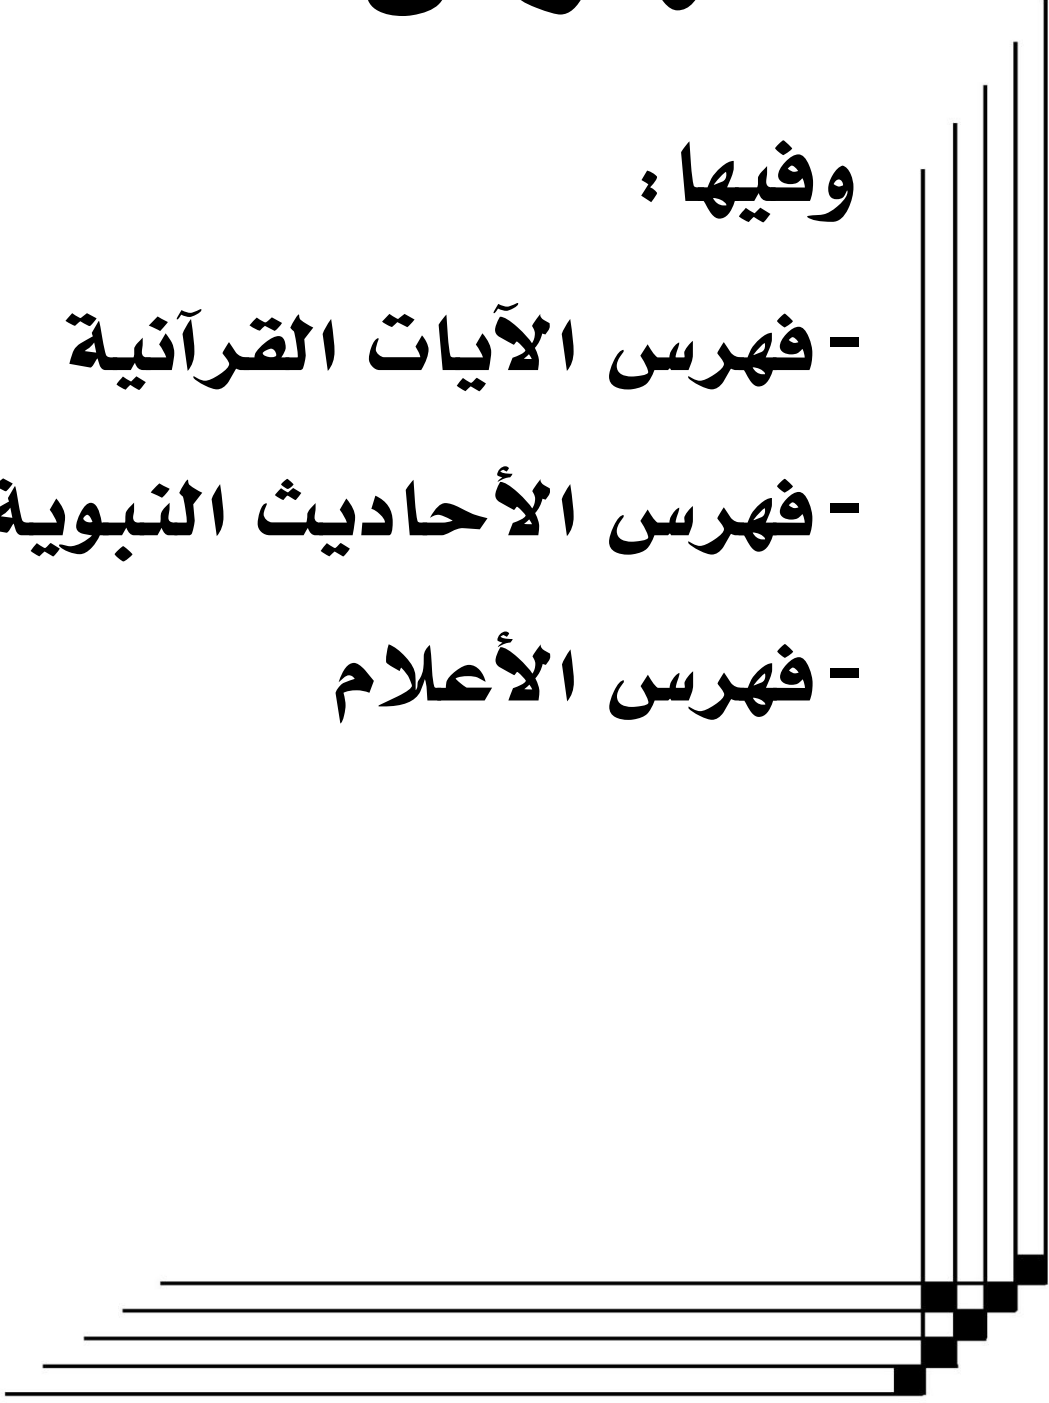 وفيها :
- فهرس الآيات القرآنية
- فهرس الأحاديث النبوية
- فهرس الأعلام